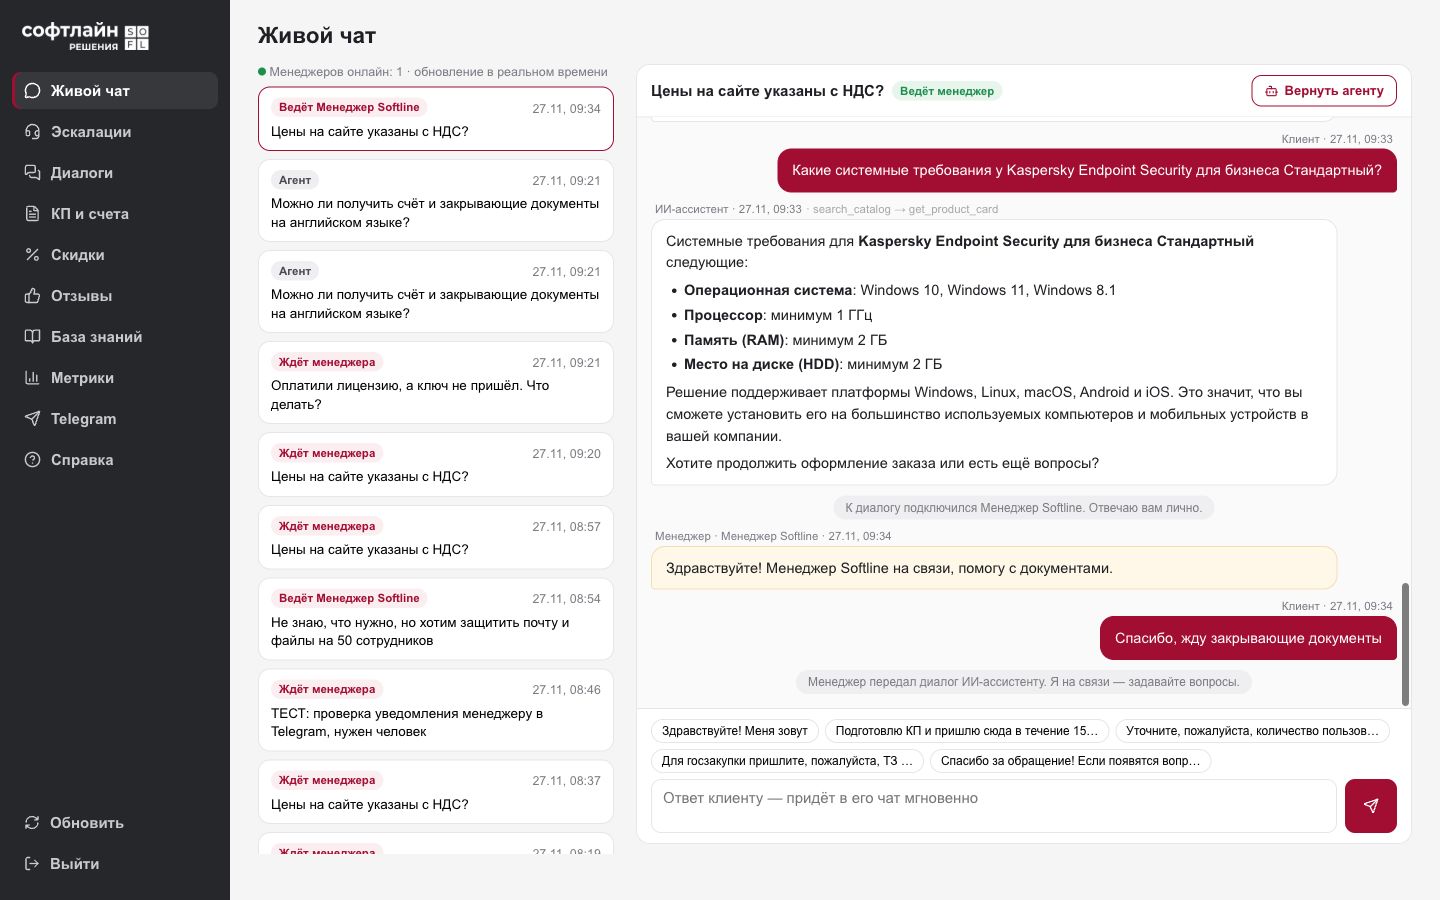 софтлайн
РЕШЕНИЯ
SO
FL
Живой чат
Эскалации
Диалоги
КП и счета
Скидки
Отзывы
База знаний
Метрики
Telegram
Справка
Обновить
Выйти
Живой чат
Менеджеров онлайн: 1 · обновление в реальном времени
Ведёт Менеджер Softline 27.11, 09:34
Цены на сайте указаны с НДС?
Агент 27.11, 09:21
Можно ли получить счёт и закрывающие документы
на английском языке?
Агент 27.11, 09:21
Можно ли получить счёт и закрывающие документы
на английском языке?
Ждёт менеджера 27.11, 09:21
Оплатили лицензию, а ключ не пришёл. Что
делать?
Ждёт менеджера 27.11, 09:20
Цены на сайте указаны с НДС?
Ждёт менеджера 27.11, 08:57
Цены на сайте указаны с НДС?
Ведёт Менеджер Softline 27.11, 08:54
Не знаю, что нужно, но хотим защитить почту и
файлы на 50 сотрудников
Ждёт менеджера 27.11, 08:46
ТЕСТ: проверка уведомления менеджеру в
Telegram, нужен человек
Ждёт менеджера 27.11, 08:37
Цены на сайте указаны с НДС?
Ждёт менеджера 27.11, 08:19
Цены на сайте указаны с НДС? Ведёт менеджер Вернуть агенту
Клиент · 27.11, 09:33
Какие системные требования у Kaspersky Endpoint Security для бизнеса Стандартный?
ИИ-ассистент · 27.11, 09:33 · search_catalog → get_product_card
Системные требования для Kaspersky Endpoint Security для бизнеса Стандартный
следующие:
• Операционная система: Windows 10, Windows 11, Windows 8.1
• Процессор: минимум 1 ГГц
• Память (RAM): минимум 2 ГБ
• Место на диске (HDD): минимум 2 ГБ
Решение поддерживает платформы Windows, Linux, macOS, Android и iOS. Это значит, что вы
сможете установить его на большинство используемых компьютеров и мобильных устройств в
вашей компании.
Хотите продолжить оформление заказа или есть ещё вопросы?
К диалогу подключился Менеджер Softline. Отвечаю вам лично.
Менеджер · Менеджер Softline · 27.11, 09:34
Здравствуйте! Менеджер Softline на связи, помогу с документами.
Клиент · 27.11, 09:34
Спасибо, жду закрывающие документы
Менеджер передал диалог ИИ-ассистенту. Я на связи — задавайте вопросы.
Здравствуйте! Меня зовут Подготовлю КП и пришлю сюда в течение 15… Уточните, пожалуйста, количество пользов…
Для госзакупки пришлите, пожалуйста, ТЗ … Спасибо за обращение! Если появятся вопр…
Ответ клиенту — придёт в его чат мгновенно